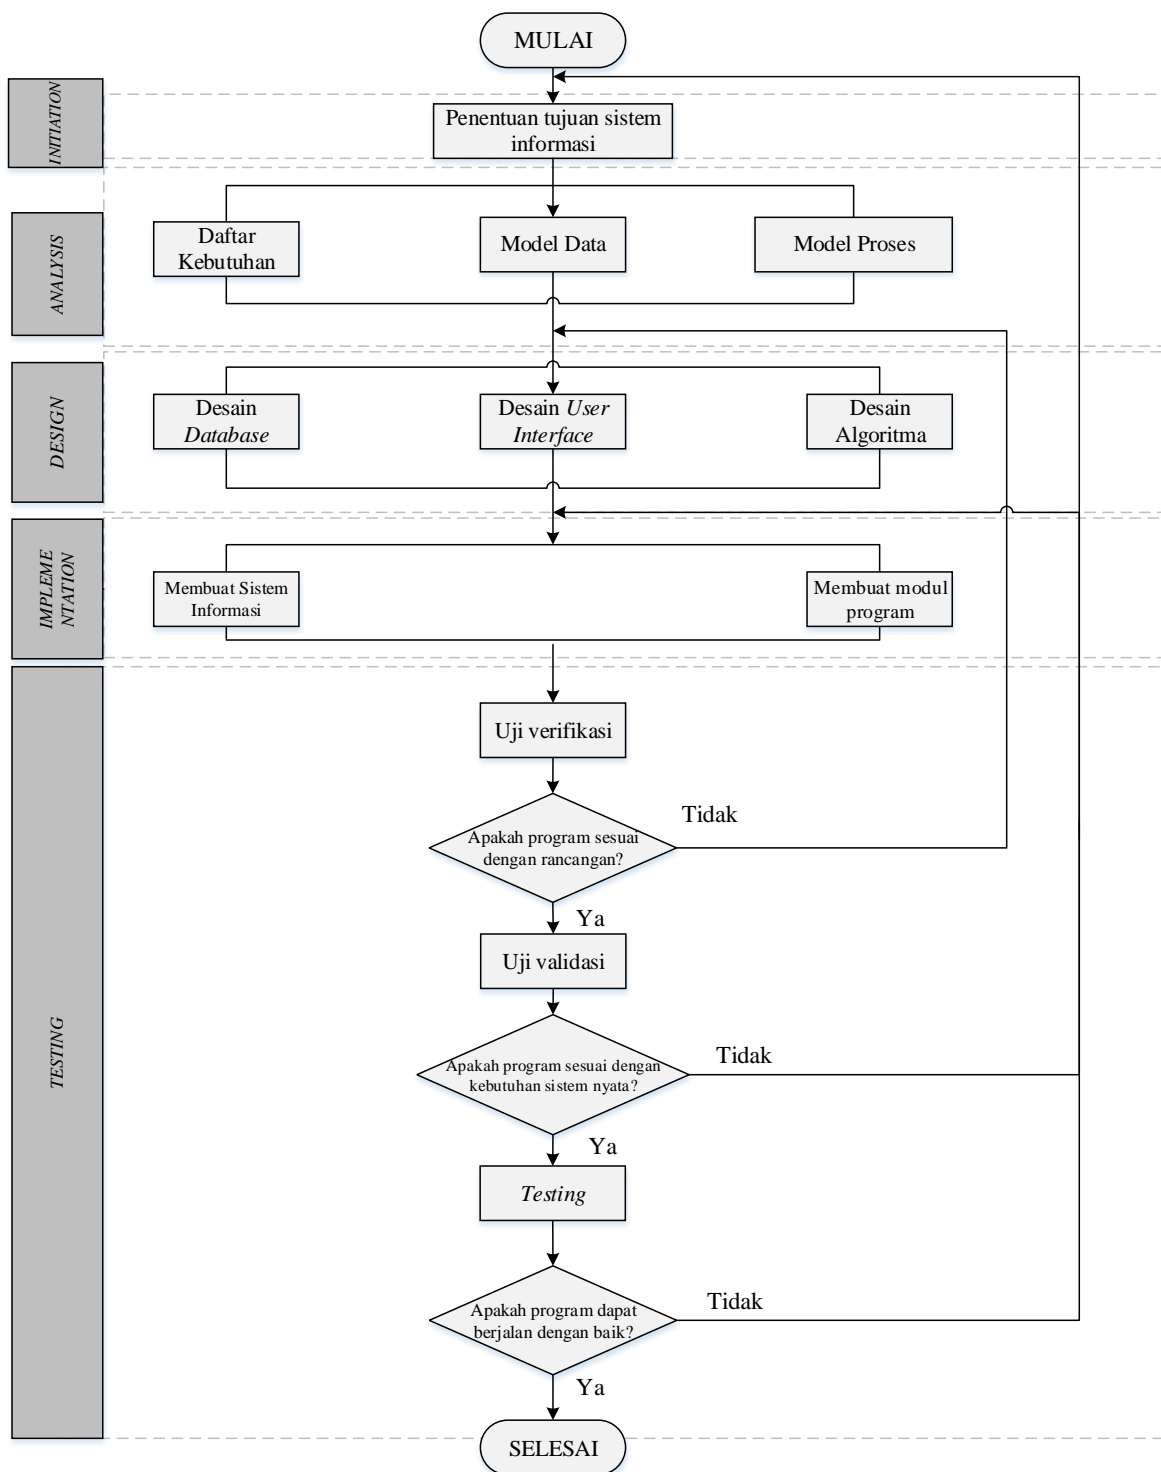 MULAI
INITIATION
Penentuan tujuan sistem
informasi
ANALYSIS
Daftar
Kebutuhan
Model Data
Model Proses
DESIGN
Desain
Database
Desain User
Interface
Desain
Algoritma
IMPLEME
NTATION
Membuat Sistem
Informasi
Membuat modul
program
TESTING
Uji verifikasi
Apakah program sesuai
dengan rancangan?
Tidak
Ya
Uji validasi
Apakah program sesuai dengan
kebutuhan sistem nyata?
Tidak
Ya
Testing
Apakah program dapat
berjalan dengan baik?
Tidak
Ya
SELESAI